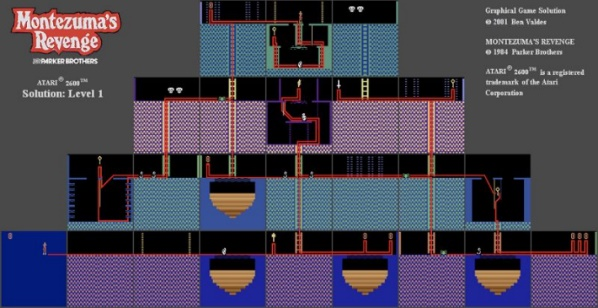 Montezuma's
Revenge
PARKER BROTHERS
ATARI® 2600™
Solution: Level 1
Graphical Game Solution
© 2001 Ben Valdes
MONTEZUMA'S REVENGE
© 1984 Parker Brothers
ATARI® 2600™ is a registered
trademark of the Atari
Corporation